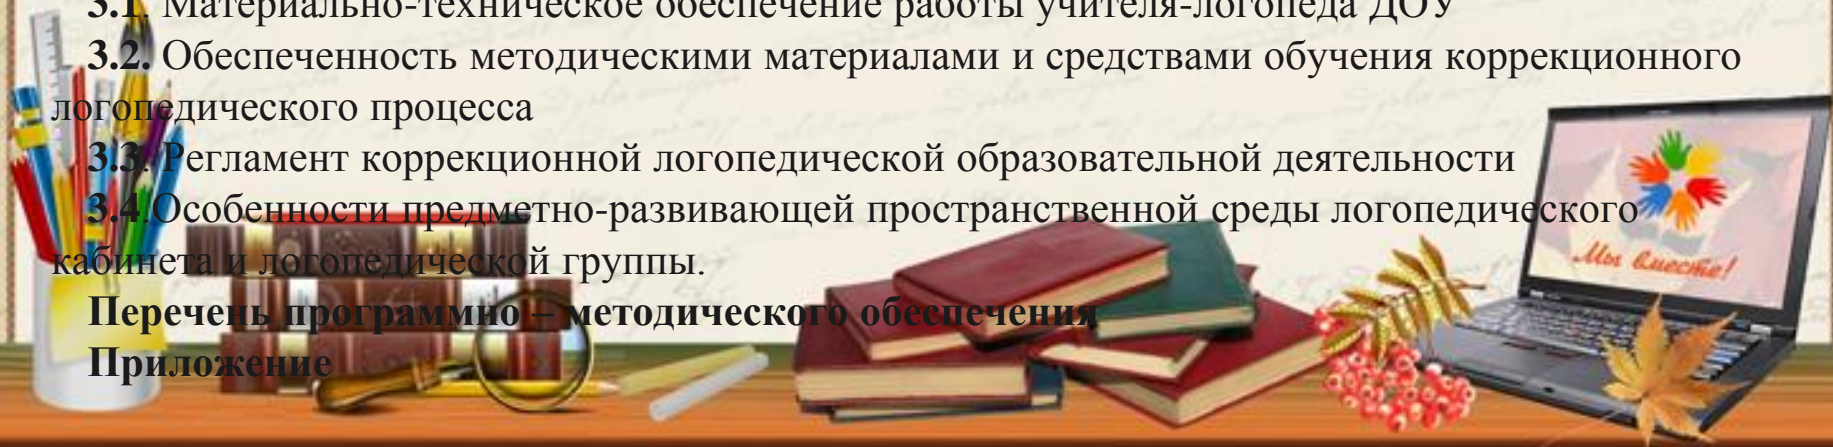 3.1. Материально-техническое обеспечение работы учителя-логопеда ДОУ
3.2. Обеспеченность методическими материалами и средствами обучения коррекционного
логопедического процесса
3.3. Регламент коррекционной логопедической образовательной деятельности
3.4.Особенности предметно-развивающей пространственной среды логопедического
кабинета и логопедической группы.
Мы вместе!
Перечень программно – методического обеспечения
Приложение